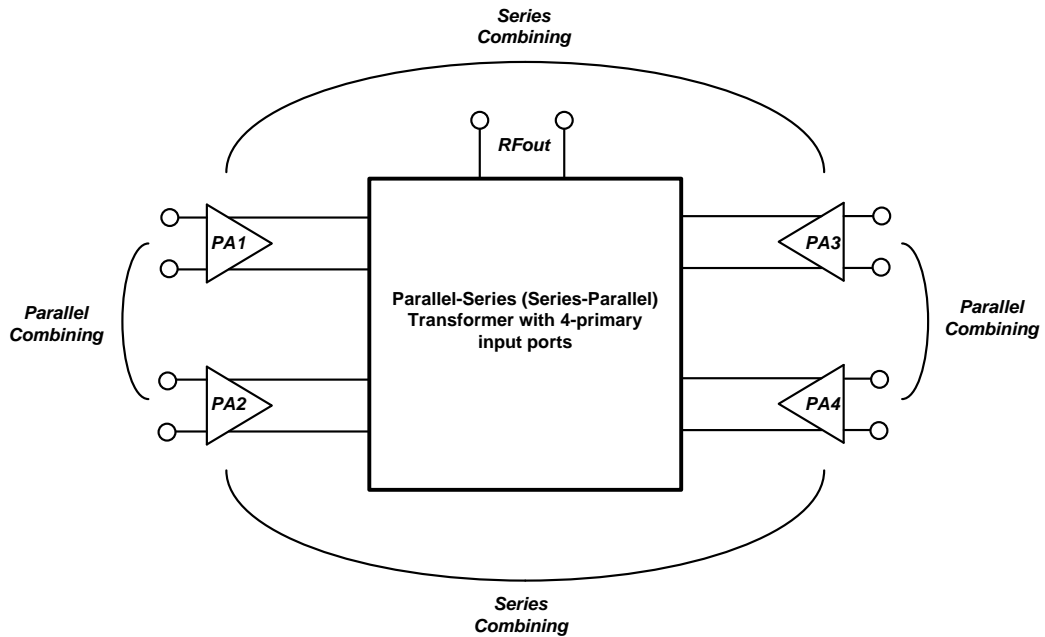 Series
Combining
RFout
PA1
PA3
Parallel
Combining
Parallel-Series (Series-Parallel)
Transformer with 4-primary
input ports
Parallel
Combining
PA2
PA4
Series
Combining